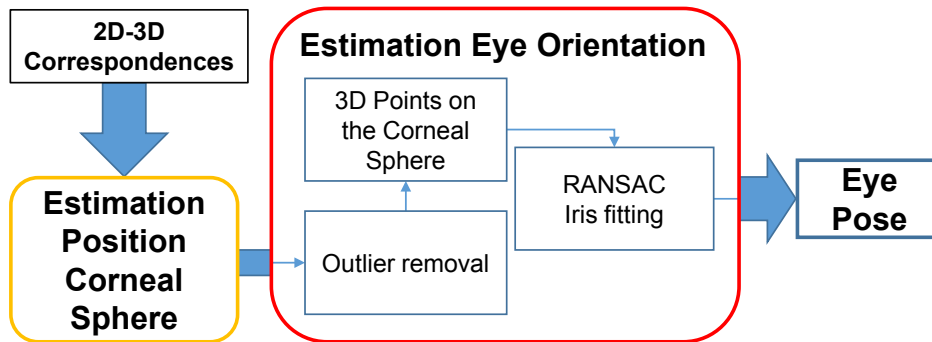 2D-3D
Correspondences
Estimation
Position
Corneal
Sphere
Estimation Eye Orientation
3D Points on
the Corneal
Sphere
Outlier removal
RANSAC
Iris fitting
Eye
Pose